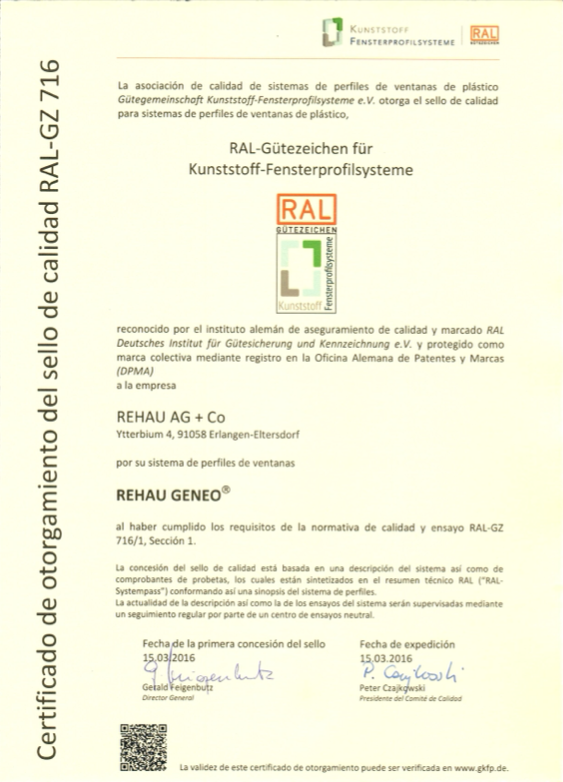 KUNSTSTOFF
FENSTERPROFILSYSTEME
RAL
GÜTEZEICHEN
Certificado de otorgamiento del sello de calidad RAL-GZ 716
La asociación de calidad de sistemas de perfiles de ventanas de plástico
Gütegemeinschaft Kunststoff-Fensterprofilsysteme e.V. otorga el sello de calidad
para sistemas de perfiles de ventanas de plástico,
RAL-Gütezeichen für
Kunststoff-Fensterprofilsysteme
RAL
GÜTEZEICHEN
Kunststoff
Fensterprofilsysteme
reconocido por el instituto alemán de aseguramiento de calidad y marcado RAL
Deutsches Institut für Gütesicherung und Kennzeichnung e.V. y protegido como
marca colectiva mediante registro en la Oficina Alemana de Patentes y Marcas
(DPMA)
a la empresa
REHAU AG + Co
Ytterbium 4, 91058 Erlangen-Eltersdorf
por su sistema de perfiles de ventanas
REHAU GENEO®
al haber cumplido los requisitos de la normativa de calidad y ensayo RAL-GZ
716/1, Sección 1.
La concesión del sello de calidad está basada en una descripción del sistema así como de
comprobantes de probetas, los cuales están sintetizados en el resumen técnico RAL ("RAL-
Systempass") conformando así una sinopsis del sistema de perfiles.
La actualidad de la descripción así como la de los ensayos del sistema serán supervisadas mediante
un seguimiento regular por parte de un centro de ensayos neutral.
Fecha de la primera concesión del sello
15.03.2016
Gerald Feigenbutz
Director General
Fecha de expedición
15.03.2016
P. Czajkowski
Peter Czajkowski
Presidente del Comité de Calidad
La validez de este certificado de otorgamiento puede ser verificada en www.gkfp.de.